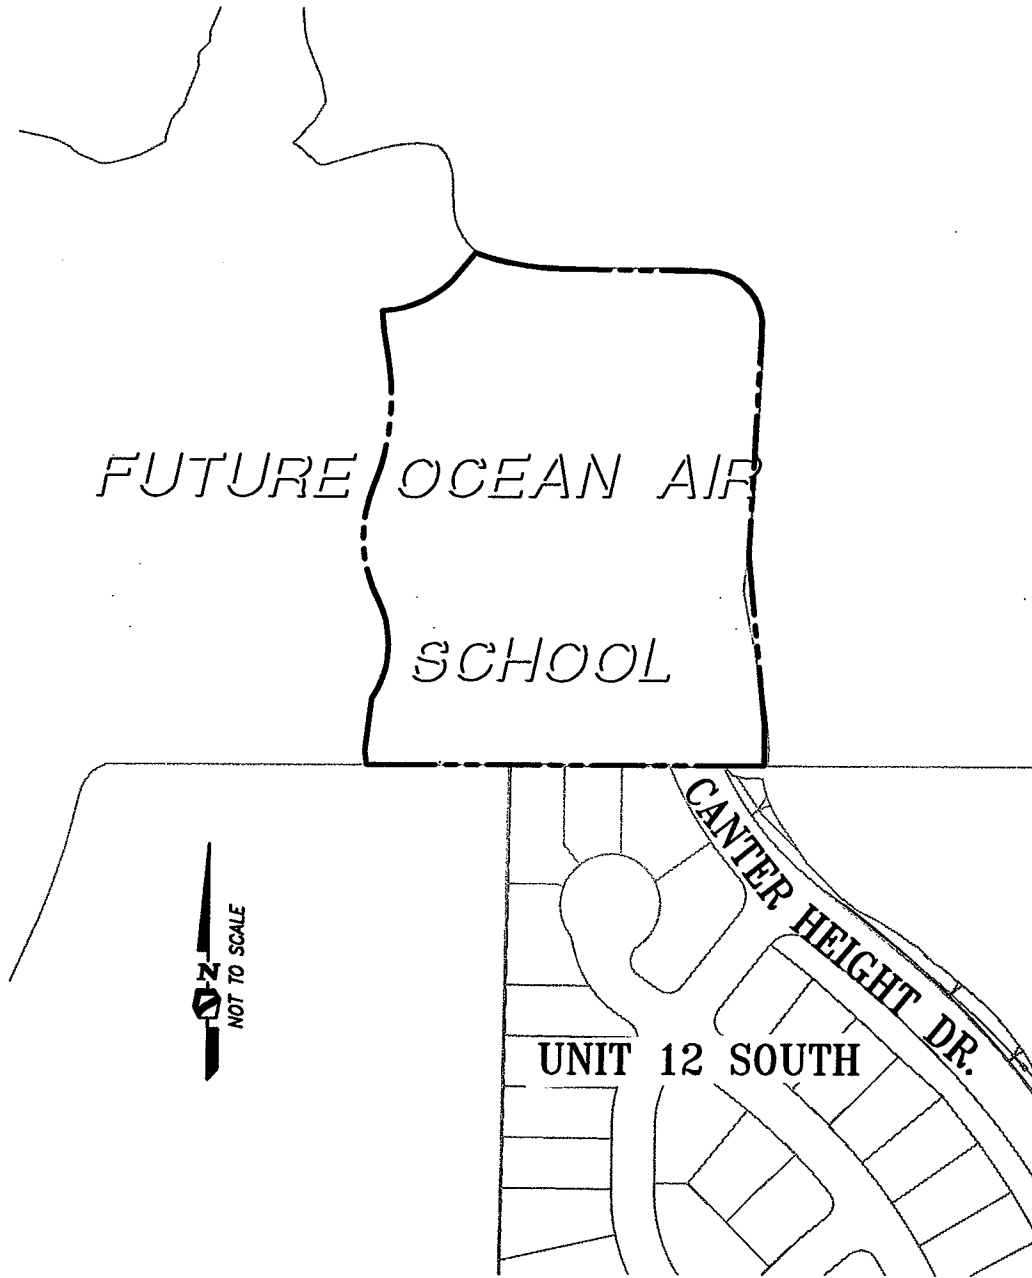 FUTURE OCEAN AIR
SCHOOL
CANTER HEIGHT DR.
N
NOT TO SCALE
UNIT 12 SOUTH